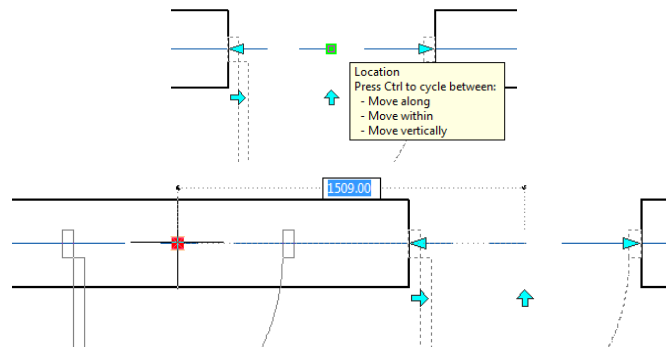 Location
Press Ctrl to cycle between:
- Move along
- Move within
- Move vertically
1509.00